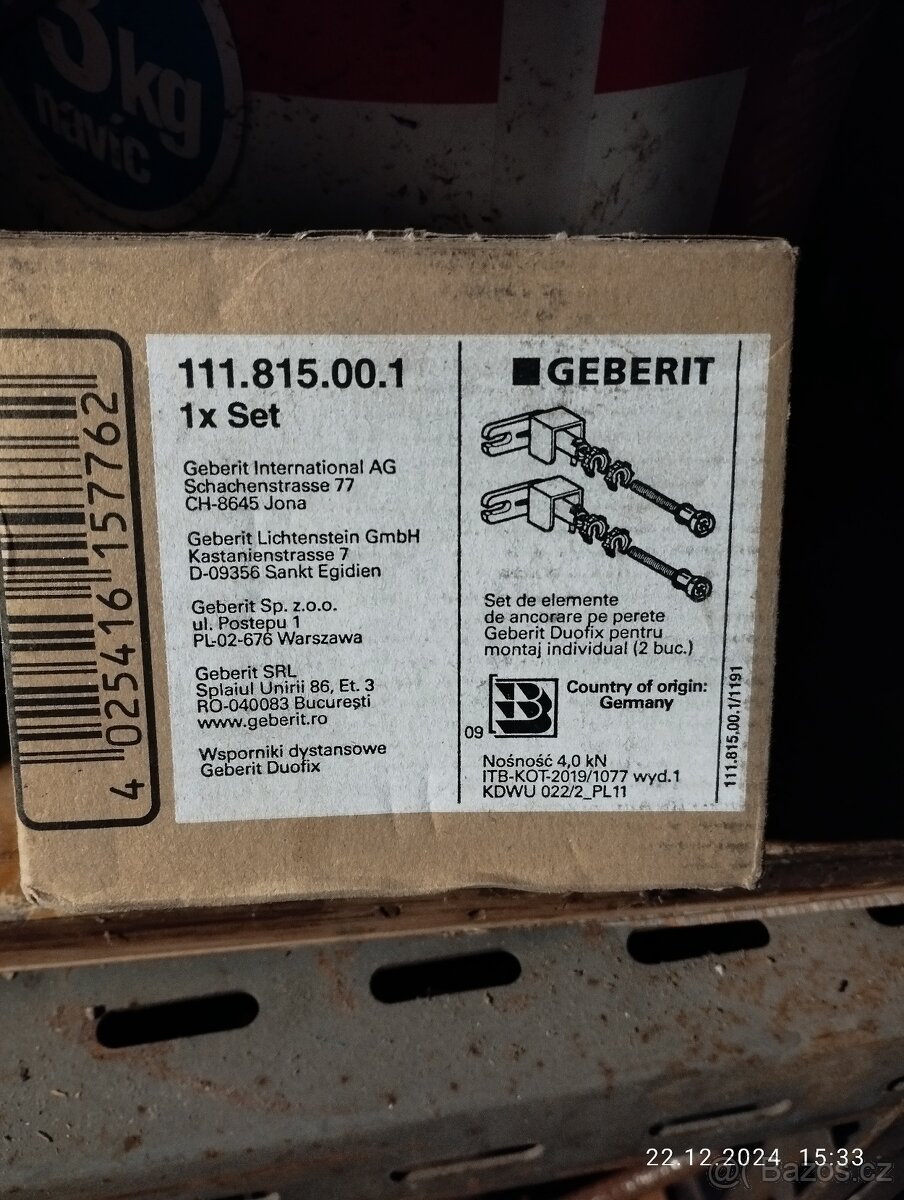 3kg
navíc
4 025416 157762
111.815.00.1
1x Set
Geberit International AG
Schachenstrasse 77
CH-8645 Jona
Geberit Lichtenstein GmbH
Kastanienstrasse 7
D-09356 Sankt Egidien
Geberit Sp. z.o.o.
ul. Postepu 1
PL-02-676 Warszawa
Geberit SRL
Splaiul Unirii 86, Et. 3
RO-040083 Bucureşti
www.geberit.ro
Wsporniki dystansowe
Geberit Duofix
GEBERIT
Set de elemente
de ancorare pe perete
Geberit Duofix pentru
montaj individual (2 buc.)
09
Country of origin:
Germany
Nośność 4,0 kN
ITB-KOT-2019/1077 wyd.1
KDWU 022/2_PL11
111.815.00.1/1191
22.12.2024 15:33
@ Bazoš.cz